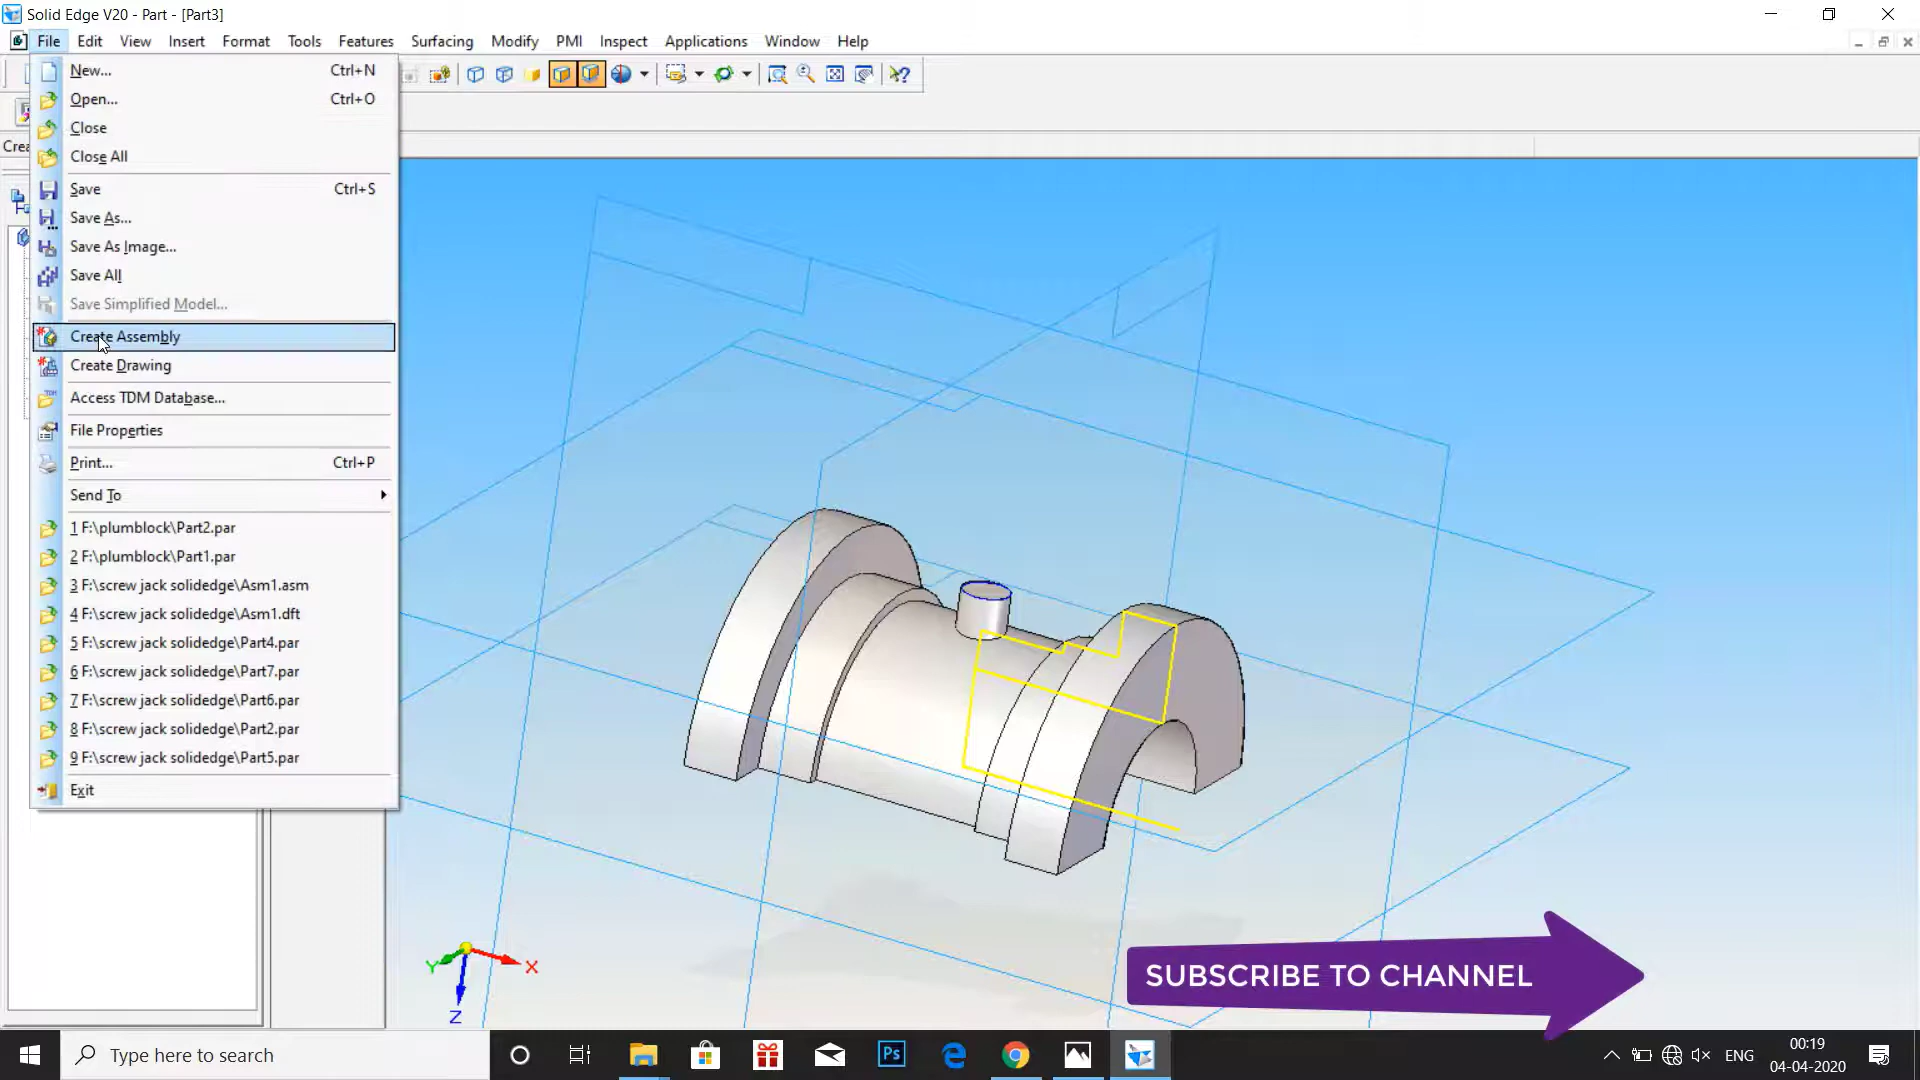 Solid Edge V20 - Part - [Part3]
File Edit View Insert Format Tools Features Surfacing Modify PMI Inspect Applications Window Help
New... Ctrl+N
Open... Ctrl+O
Close
Close All
Save Ctrl+S
Save As...
Save As Image...
Save All
Save Simplified Model...
Create Assembly
Create Drawing
Access TDM Database...
File Properties
Print... Ctrl+P
Send To
1 F:\plumblock\Part2.par
2 F:\plumblock\Part1.par
3 F:\screw jack solidedge\Asm1.asm
4 F:\screw jack solidedge\Asm1.dft
5 F:\screw jack solidedge\Part4.par
6 F:\screw jack solidedge\Part7.par
7 F:\screw jack solidedge\Part6.par
8 F:\screw jack solidedge\Part2.par
9 F:\screw jack solidedge\Part5.par
Exit
Y X
Z
SUBSCRIBE TO CHANNEL
Type here to search
Ps
ENG
00:19
04-04-2020